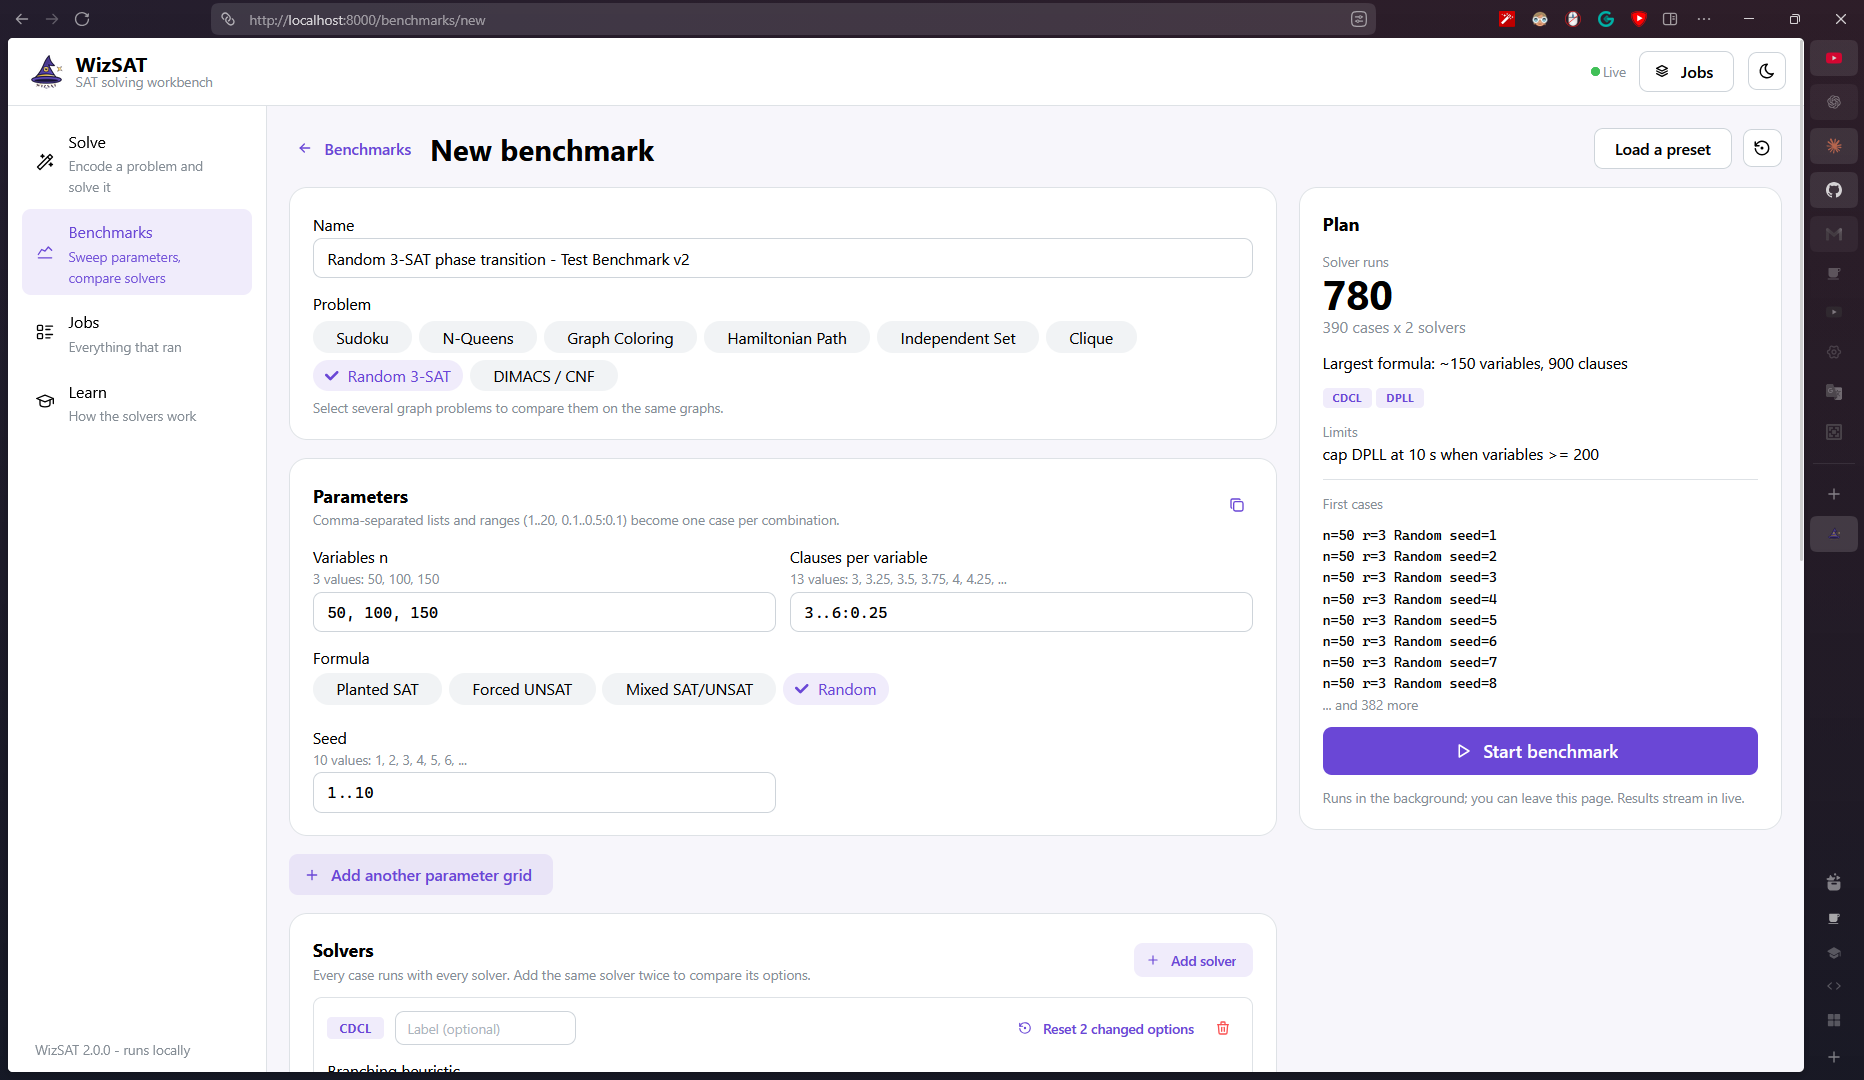 http://localhost:8000/benchmarks/new
WizSAT
SAT solving workbench
Live
Jobs
Solve
Encode a problem and
solve it
Benchmarks
Sweep parameters,
compare solvers
Jobs
Everything that ran
Learn
How the solvers work
WizSAT 2.0.0 - runs locally
Benchmarks
New benchmark
Load a preset
Name
Random 3-SAT phase transition - Test Benchmark v2
Problem
Sudoku
N-Queens
Graph Coloring
Hamiltonian Path
Independent Set
Clique
Random 3-SAT
DIMACS / CNF
Select several graph problems to compare them on the same graphs.
Parameters
Comma-separated lists and ranges (1..20, 0.1..0.5:0.1) become one case per combination.
Variables n
3 values: 50, 100, 150
50, 100, 150
Clauses per variable
13 values: 3, 3.25, 3.5, 3.75, 4, 4.25, ...
3..6:0.25
Formula
Planted SAT
Forced UNSAT
Mixed SAT/UNSAT
Random
Seed
10 values: 1, 2, 3, 4, 5, 6, ...
1..10
Add another parameter grid
Solvers
Every case runs with every solver. Add the same solver twice to compare its options.
Add solver
CDCL
Label (optional)
Reset 2 changed options
Branching heuristic
Plan
Solver runs
780
390 cases x 2 solvers
Largest formula: ~150 variables, 900 clauses
CDCL
DPLL
Limits
cap DPLL at 10 s when variables >= 200
First cases
n=50 r=3 Random seed=1
n=50 r=3 Random seed=2
n=50 r=3 Random seed=3
n=50 r=3 Random seed=4
n=50 r=3 Random seed=5
n=50 r=3 Random seed=6
n=50 r=3 Random seed=7
n=50 r=3 Random seed=8
... and 382 more
Start benchmark
Runs in the background; you can leave this page. Results stream in live.